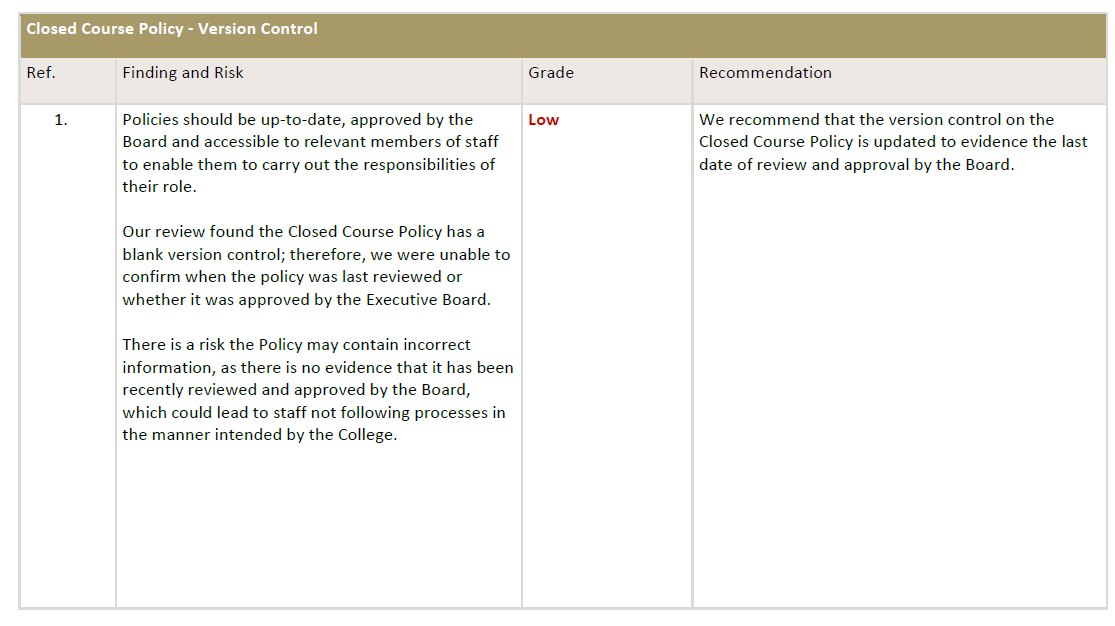 Closed Course Policy - Version Control
Ref.
Finding and Risk
Grade
Recommendation
1.
Policies should be up-to-date, approved by the
Board and accessible to relevant members of staff
to enable them to carry out the responsibilities of
their role.
Our review found the Closed Course Policy has a
blank version control; therefore, we were unable to
confirm when the policy was last reviewed or
whether it was approved by the Executive Board.
There is a risk the Policy may contain incorrect
information, as there is no evidence that it has been
recently reviewed and approved by the Board,
which could lead to staff not following processes in
the manner intended by the College.
Low
We recommend that the version control on the
Closed Course Policy is updated to evidence the last
date of review and approval by the Board.